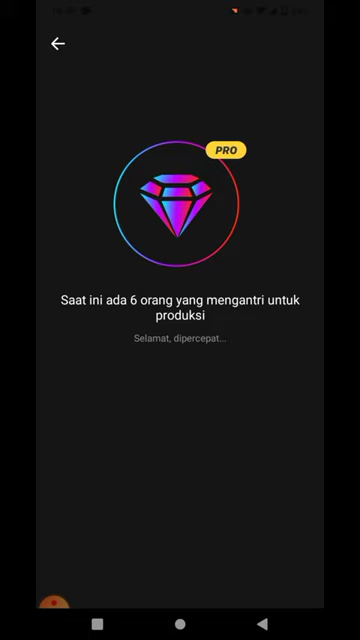 PRO
Saat ini ada 6 orang yang mengantri untuk
produksi
Selamat, dipercepat...